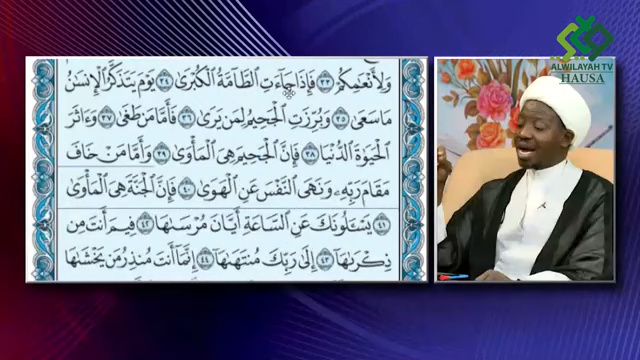 وَلِأَنْعَٰمِكُمْ ٣٣ فَإِذَا جَآءَتِ ٱلطَّآمَّةُ ٱلْكُبْرَىٰ ٣٤ يَوْمَ يَتَذَكَّرُ ٱلْإِنسَٰنُ
مَا سَعَىٰ ٣٥ وَبُرِّزَتِ ٱلْجَحِيمُ لِمَن يَرَىٰ ٣٦ فَأَمَّا مَن طَغَىٰ ٣٧ وَءَاثَرَ
ٱلْحَيَوٰةَ ٱلدُّنْيَا ٣٨ فَإِنَّ ٱلْجَحِيمَ هِىَ ٱلْمَأْوَىٰ ٣٩ وَأَمَّا مَنْ خَافَ
مَقَامَ رَبِّهِۦ وَنَهَى ٱلنَّفْسَ عَنِ ٱلْهَوَىٰ ٤٠ فَإِنَّ ٱلْجَنَّةَ هِىَ ٱلْمَأْوَىٰ
٤١ يَسْـَٔلُونَكَ عَنِ ٱلسَّاعَةِ أَيَّانَ مُرْسَىٰهَا ٤٢ فِيمَ أَنتَ مِن
ذِكْرَىٰهَآ ٤٣ إِلَىٰ رَبِّكَ مُنتَهَىٰهَآ ٤٤ إِنَّمَآ أَنتَ مُنذِرُ مَن يَخْشَىٰهَا
ALWILAYAH TV
HAUSA